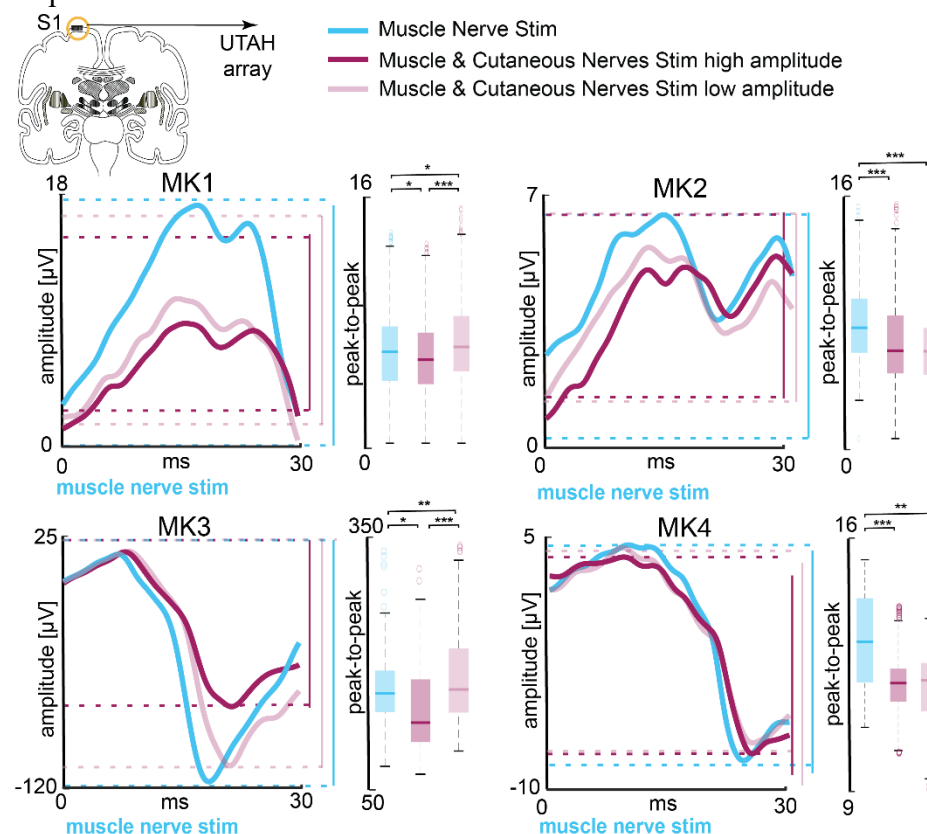 S1
UTAH
array
Muscle Nerve Stim
Muscle & Cutaneous Nerves Stim high amplitude
Muscle & Cutaneous Nerves Stim low amplitude
MK1
18
amplitude [µV]
0
0
ms
30
muscle nerve stim
16
peak-to-peak
0
*
*
***
MK2
7
amplitude [µV]
0
0
ms
30
muscle nerve stim
16
peak-to-peak
0
***
***
MK3
25
amplitude [µV]
-120
0
ms
30
muscle nerve stim
350
peak-to-peak
50
**
*
***
MK4
5
amplitude [µV]
-10
0
ms
30
muscle nerve stim
16
peak-to-peak
9
**
***